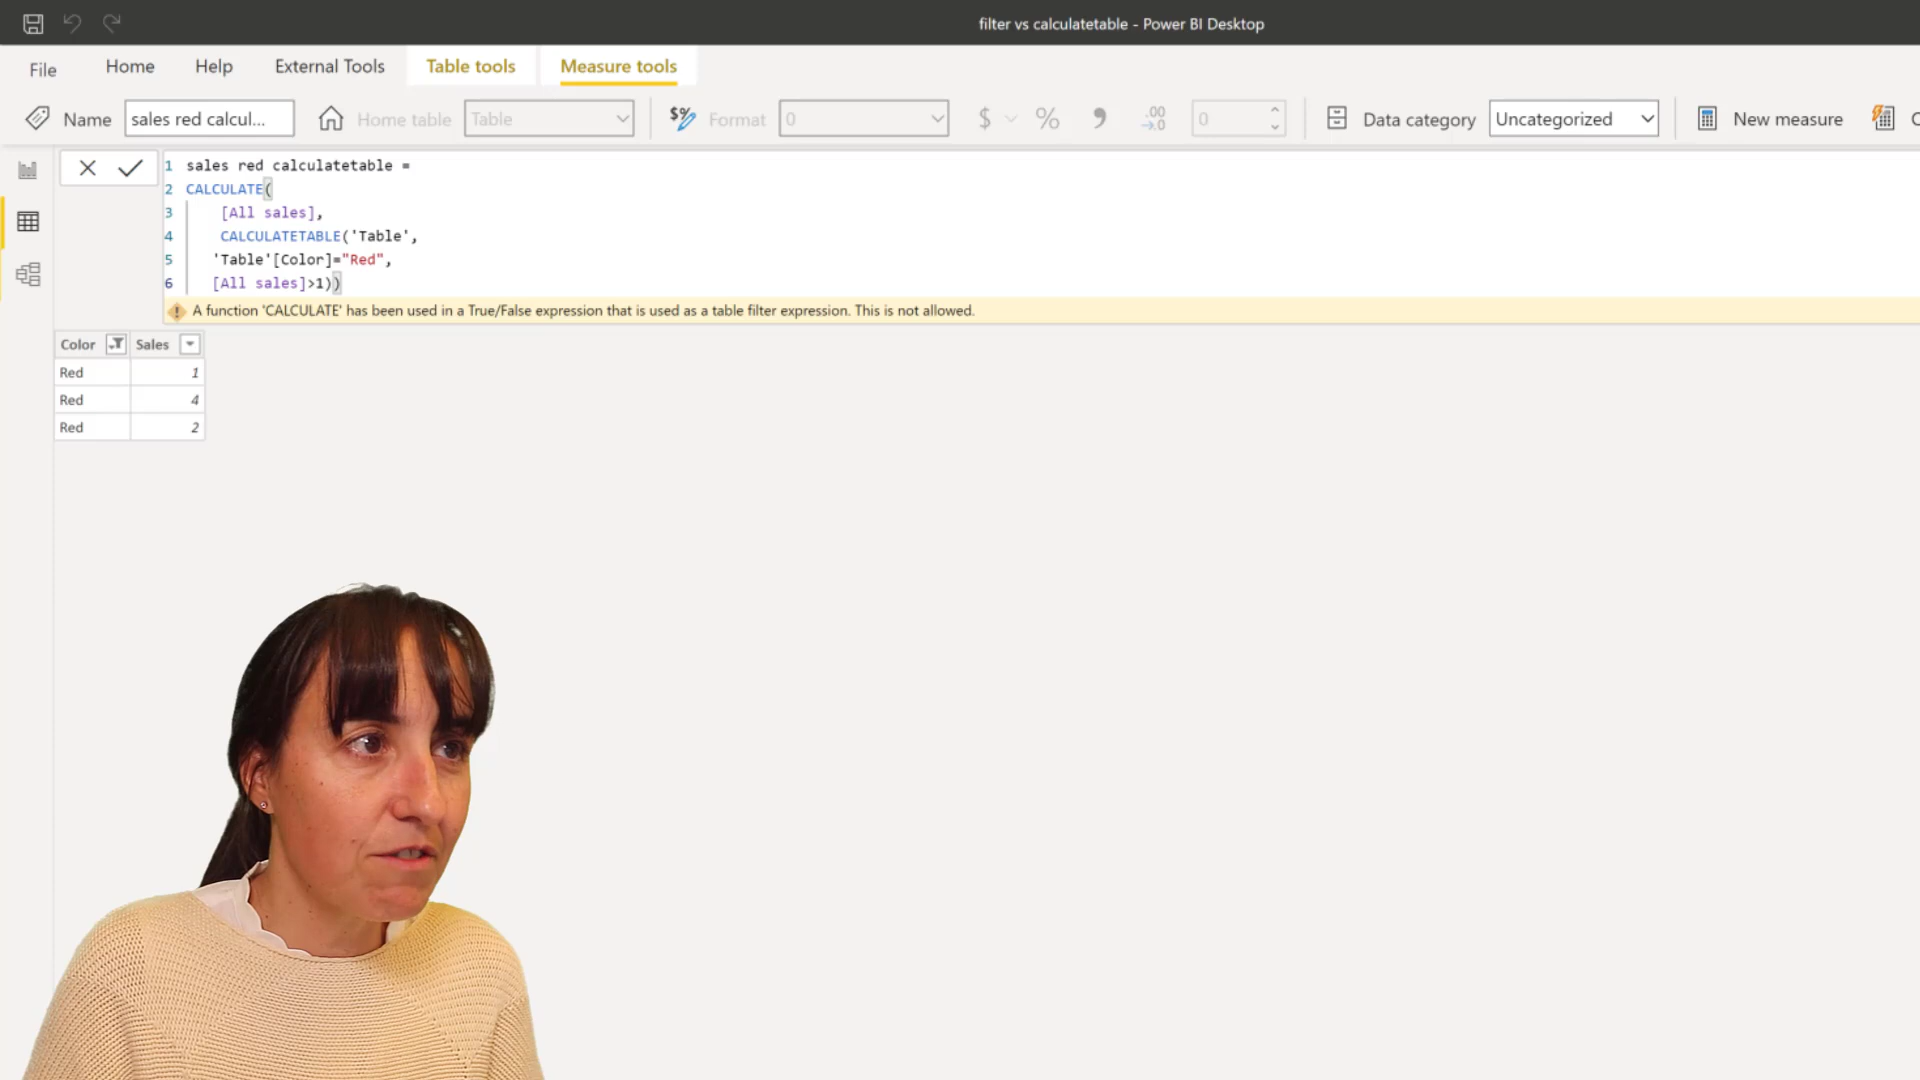 filter vs calculatetable - Power BI Desktop
File Home Help External Tools Table tools Measure tools
Name sales red calcul... Home table Table $% Format 0 $ % .00 →.0 0 Data category Uncategorized New measure
1 sales red calculatetable =
2 CALCULATE(
3 [All sales],
4 CALCULATETABLE('Table',
5 'Table'[Color]="Red",
6 [All sales]>1))
A function 'CALCULATE' has been used in a True/False expression that is used as a table filter expression. This is not allowed.
Color Sales
Red 1
Red 4
Red 2